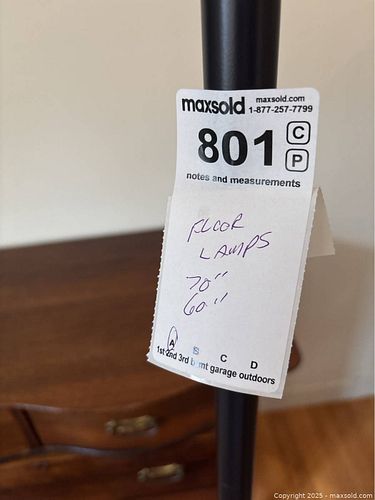 maxsold maxsold.com
1-877-257-7799
801 C
P
notes and measurements
FLOOR
LAMPS
70"
60"
A B C D
1st 2nd 3rd bsmt garage outdoors
Copyright 2025 - maxsold.com